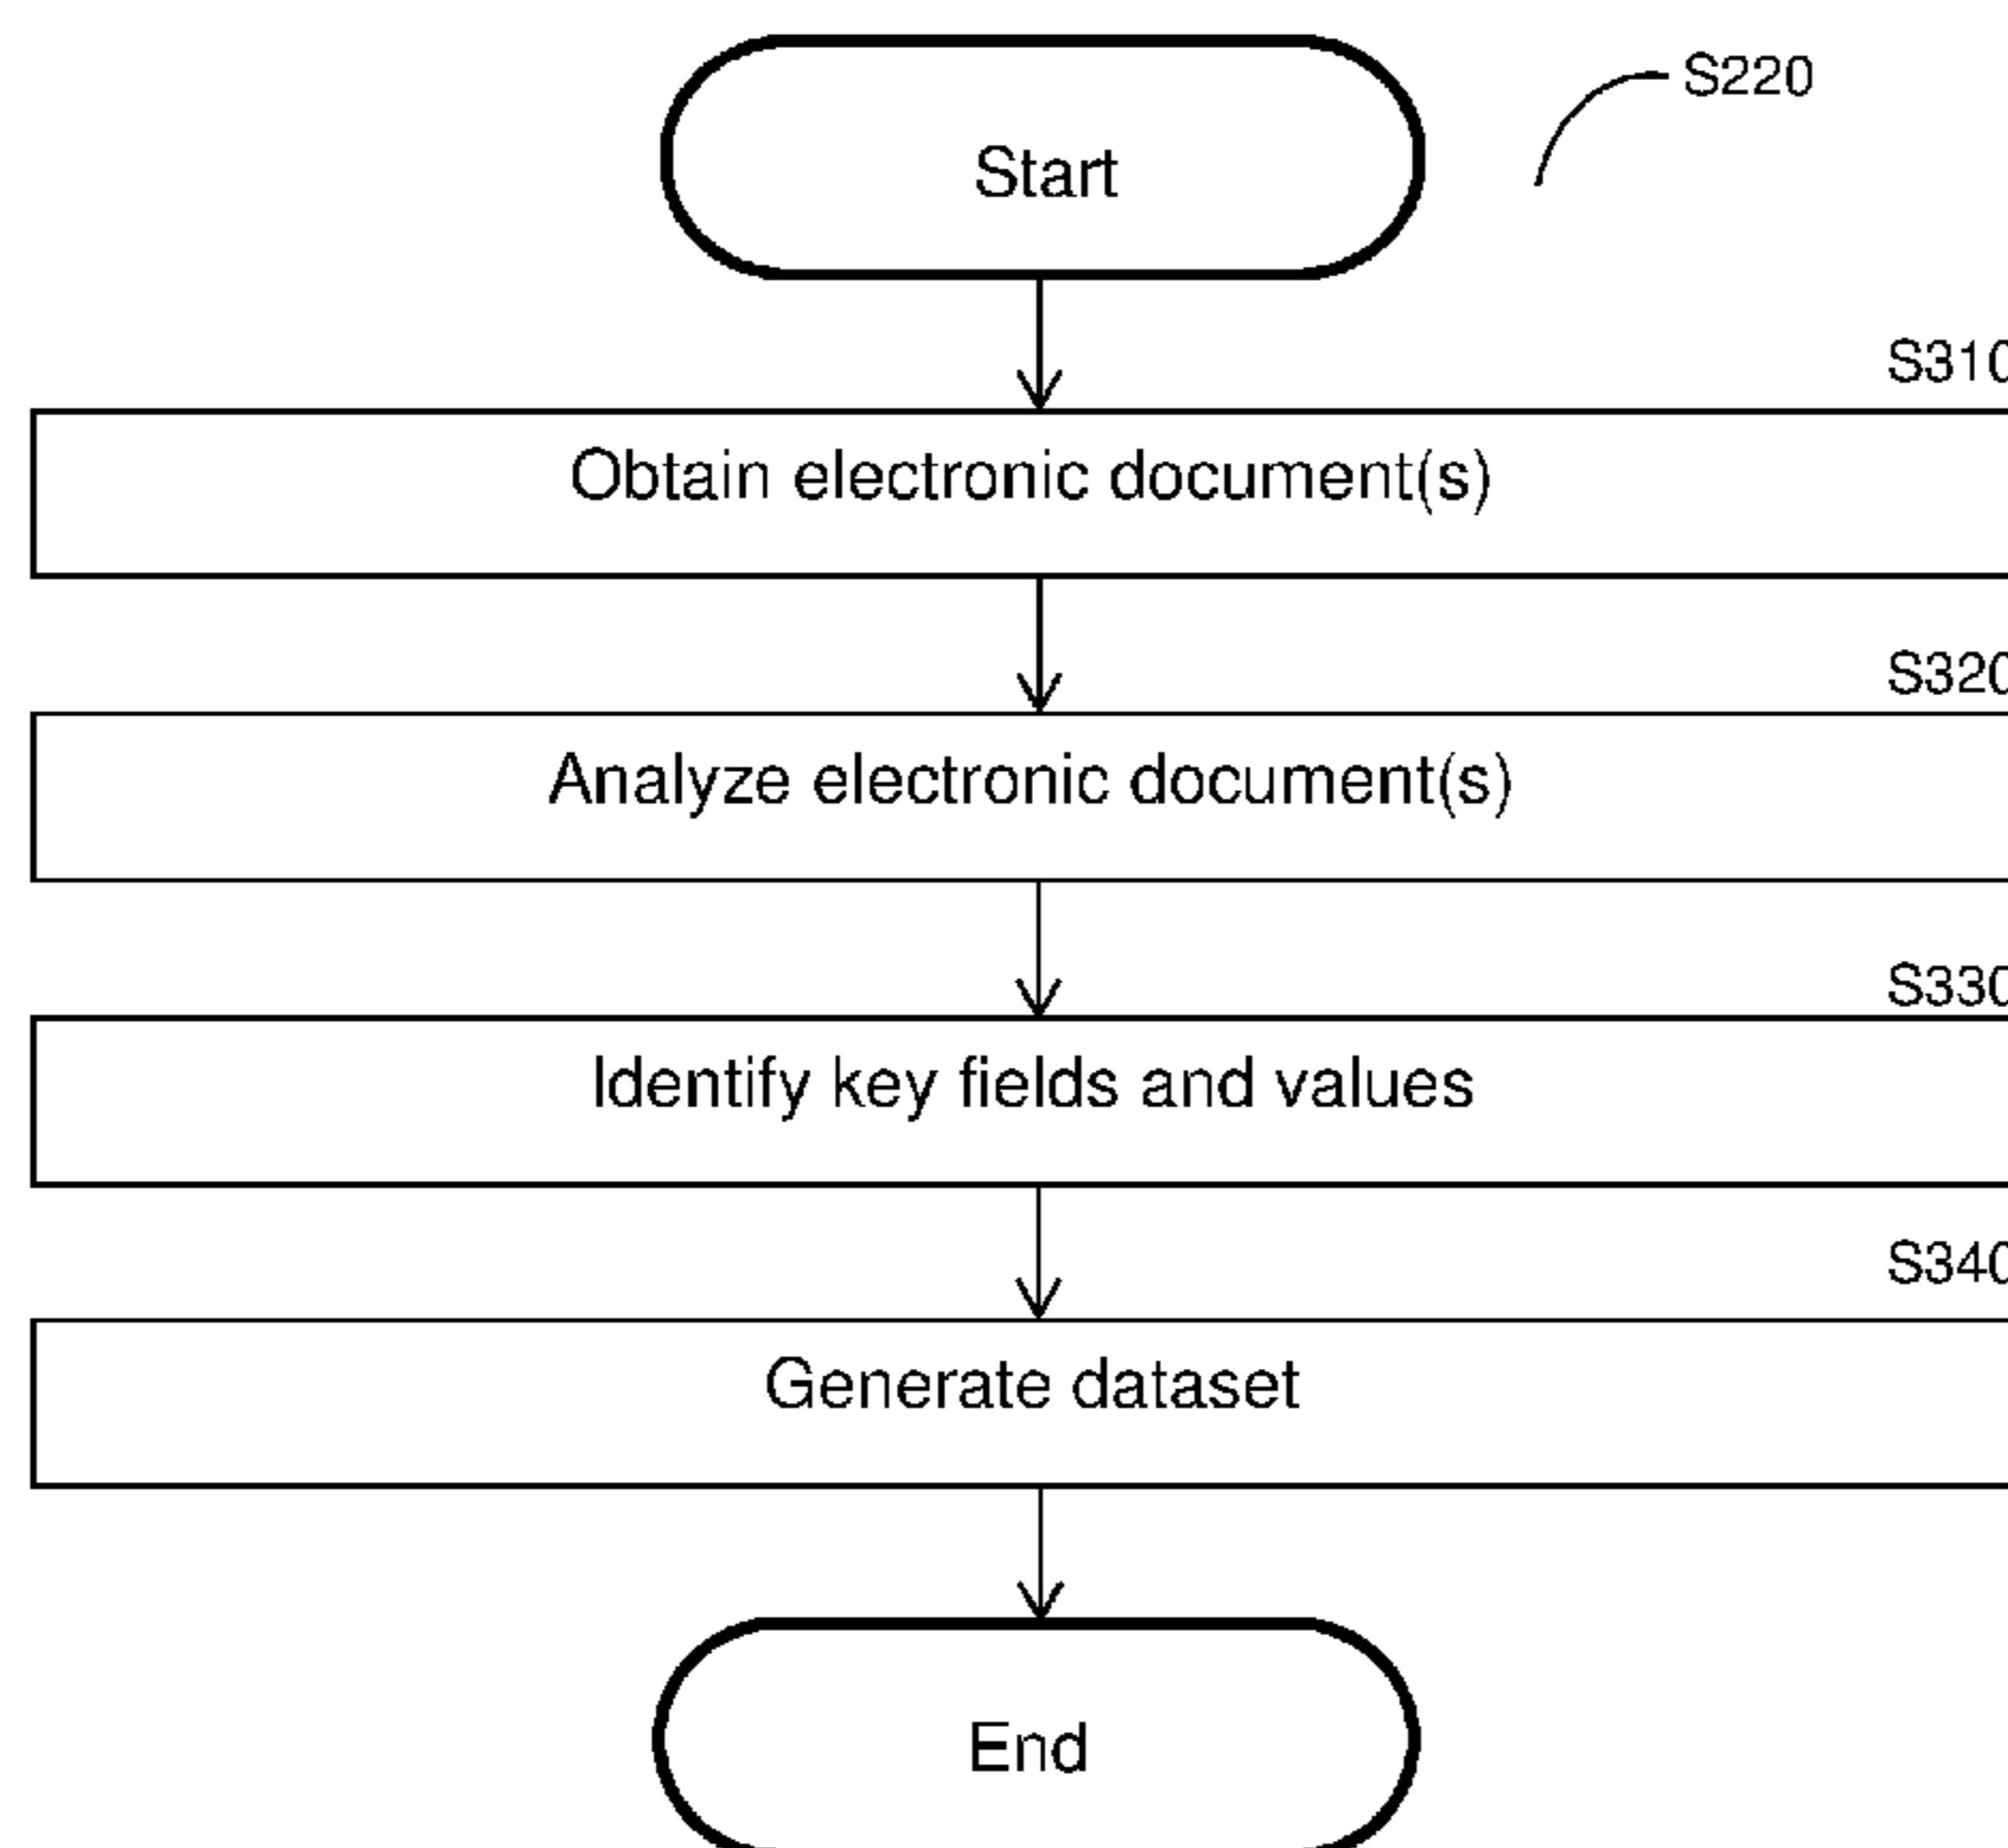 S220
Start
S310
Obtain electronic document(s)
S320
Analyze electronic document(s)
S330
Identify key fields and values
S340
Generate dataset
End